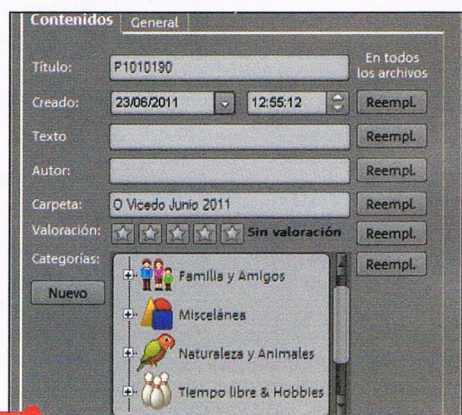 Contenidos General
Título: P1010190 En todos los archivos
Creado: 23/06/2011 12:55:12 Reempl.
Texto Reempl.
Autor: Reempl.
Carpeta: O Vicedo Junio 2011 Reempl.
Valoración: Sin valoración Reempl.
Categorías: Reempl.
Nuevo
Familia y Amigos
Miscelánea
Naturaleza y Animales
Tiempo libre & Hobbies